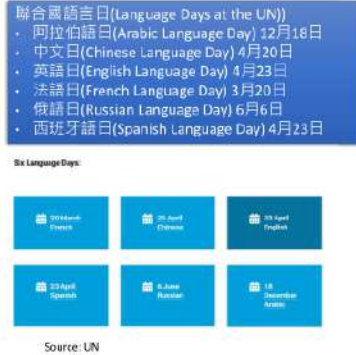 聯合國語言日(Language Days at the UN))
• 阿拉伯語日(Arabic Language Day) 12月18日
• 中文日(Chinese Language Day) 4月20日
• 英語日(English Language Day) 4月23日
• 法語日(French Language Day) 3月20日
• 俄語日(Russian Language Day) 6月6日
• 西班牙語日(Spanish Language Day) 4月23日
Six Language Days:
20 March
French
20 April
Chinese
23 April
English
23 April
Spanish
6 June
Russian
18
December
Arabic
Source: UN